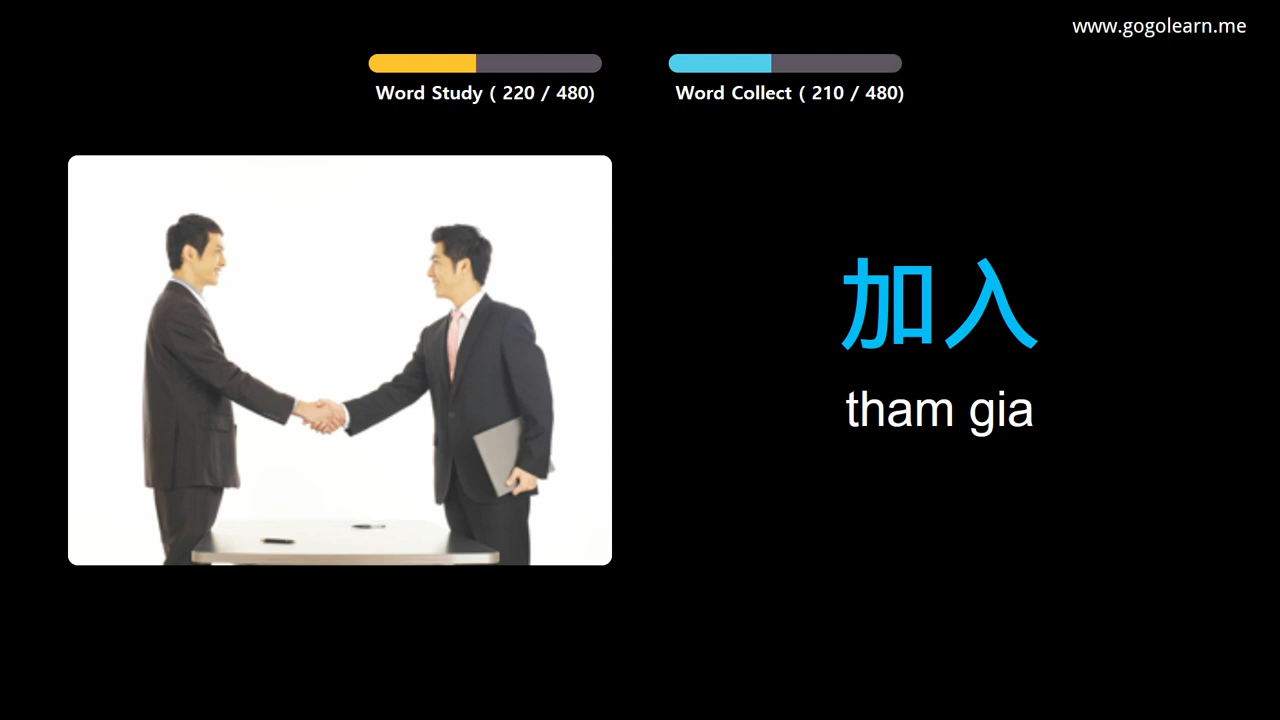 www.gogolearn.me
Word Study ( 220 / 480)
Word Collect ( 210 / 480)
加入
tham gia